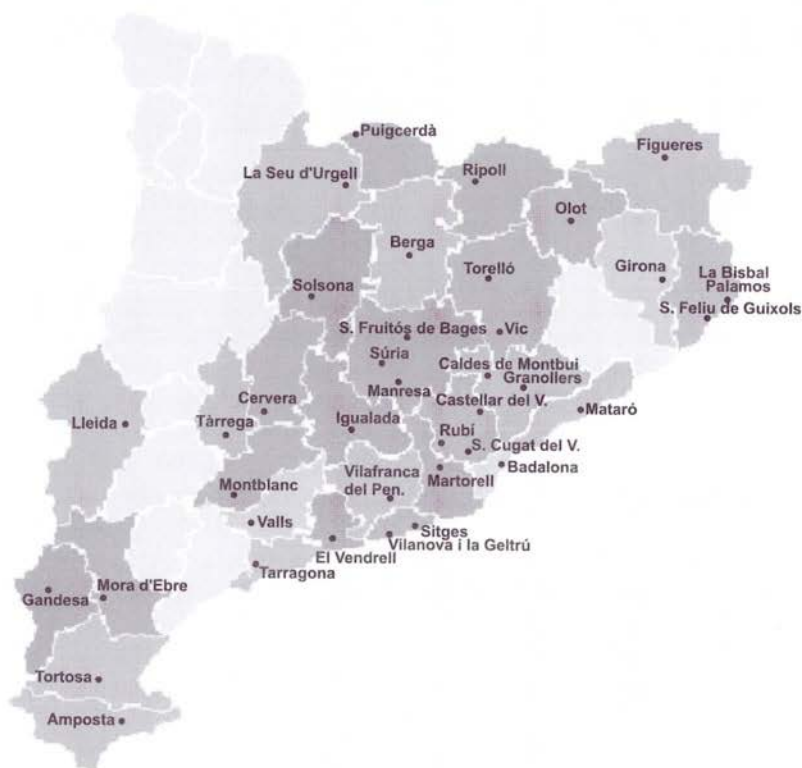 Puigcerdà
La Seu d'Urgell
Ripoll
Figueres
Olot
Berga
Girona
Torelló
La Bisbal
Palamos
Solsona
S. Feliu de Guixols
S. Fruitós de Bages
Vic
Súria
Caldes de Montbui
Granollers
Manresa
Cervera
Castellar del V.
Mataró
Lleida
Tàrrega
Igualada
Rubí
S. Cugat del V.
Badalona
Vilafranca
del Pen.
Martorell
Montblanc
Valls
Sitges
Vilanova i la Geltrú
El Vendrell
Tarragona
Mora d'Ebre
Gandesa
Tortosa
Amposta